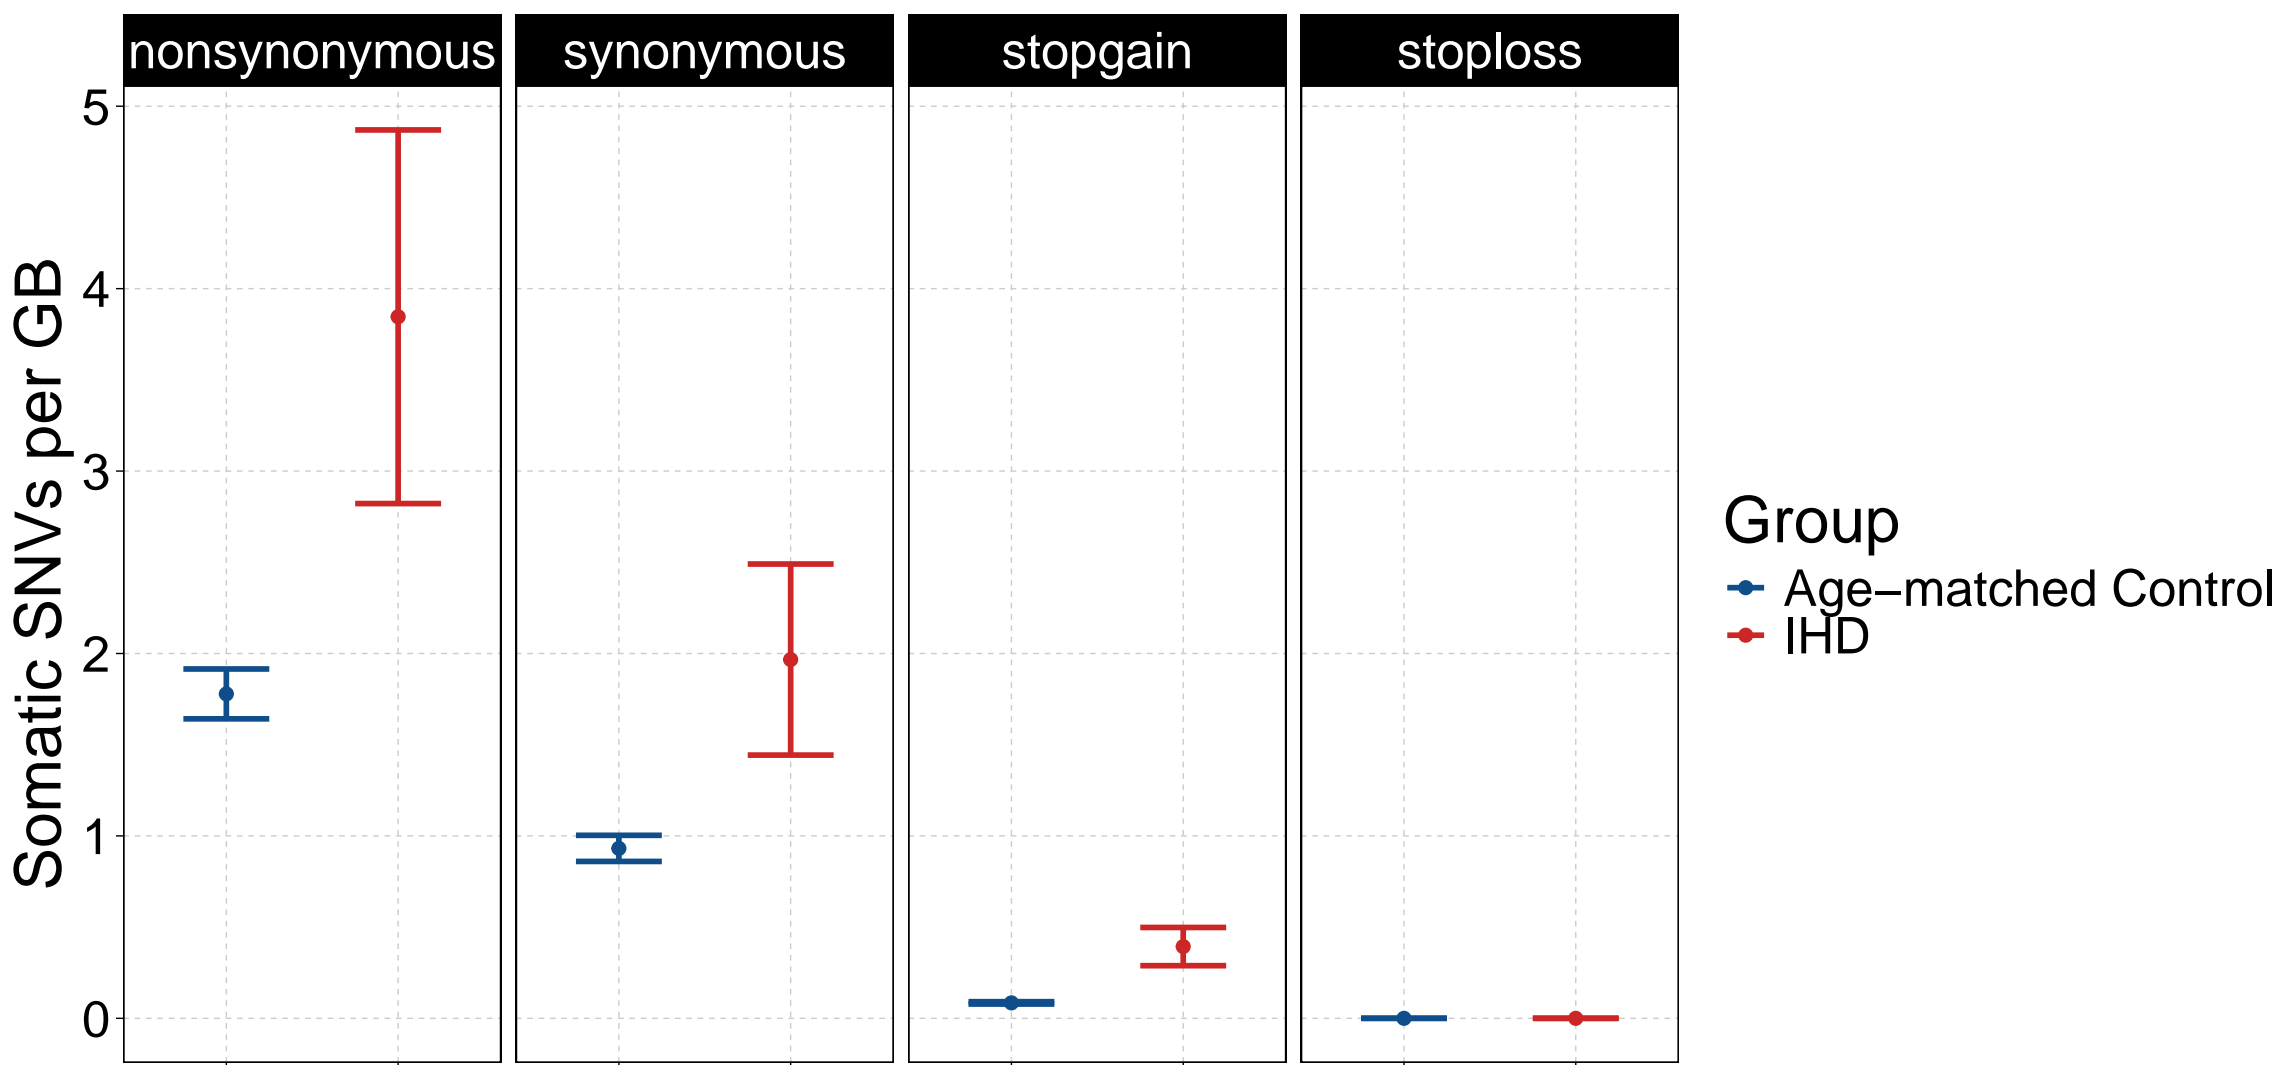 nonsynonymous synonymous stopgain stoploss
Somatic SNVs per GB
5
4
3
2
1
0
Group
Age−matched Control
IHD